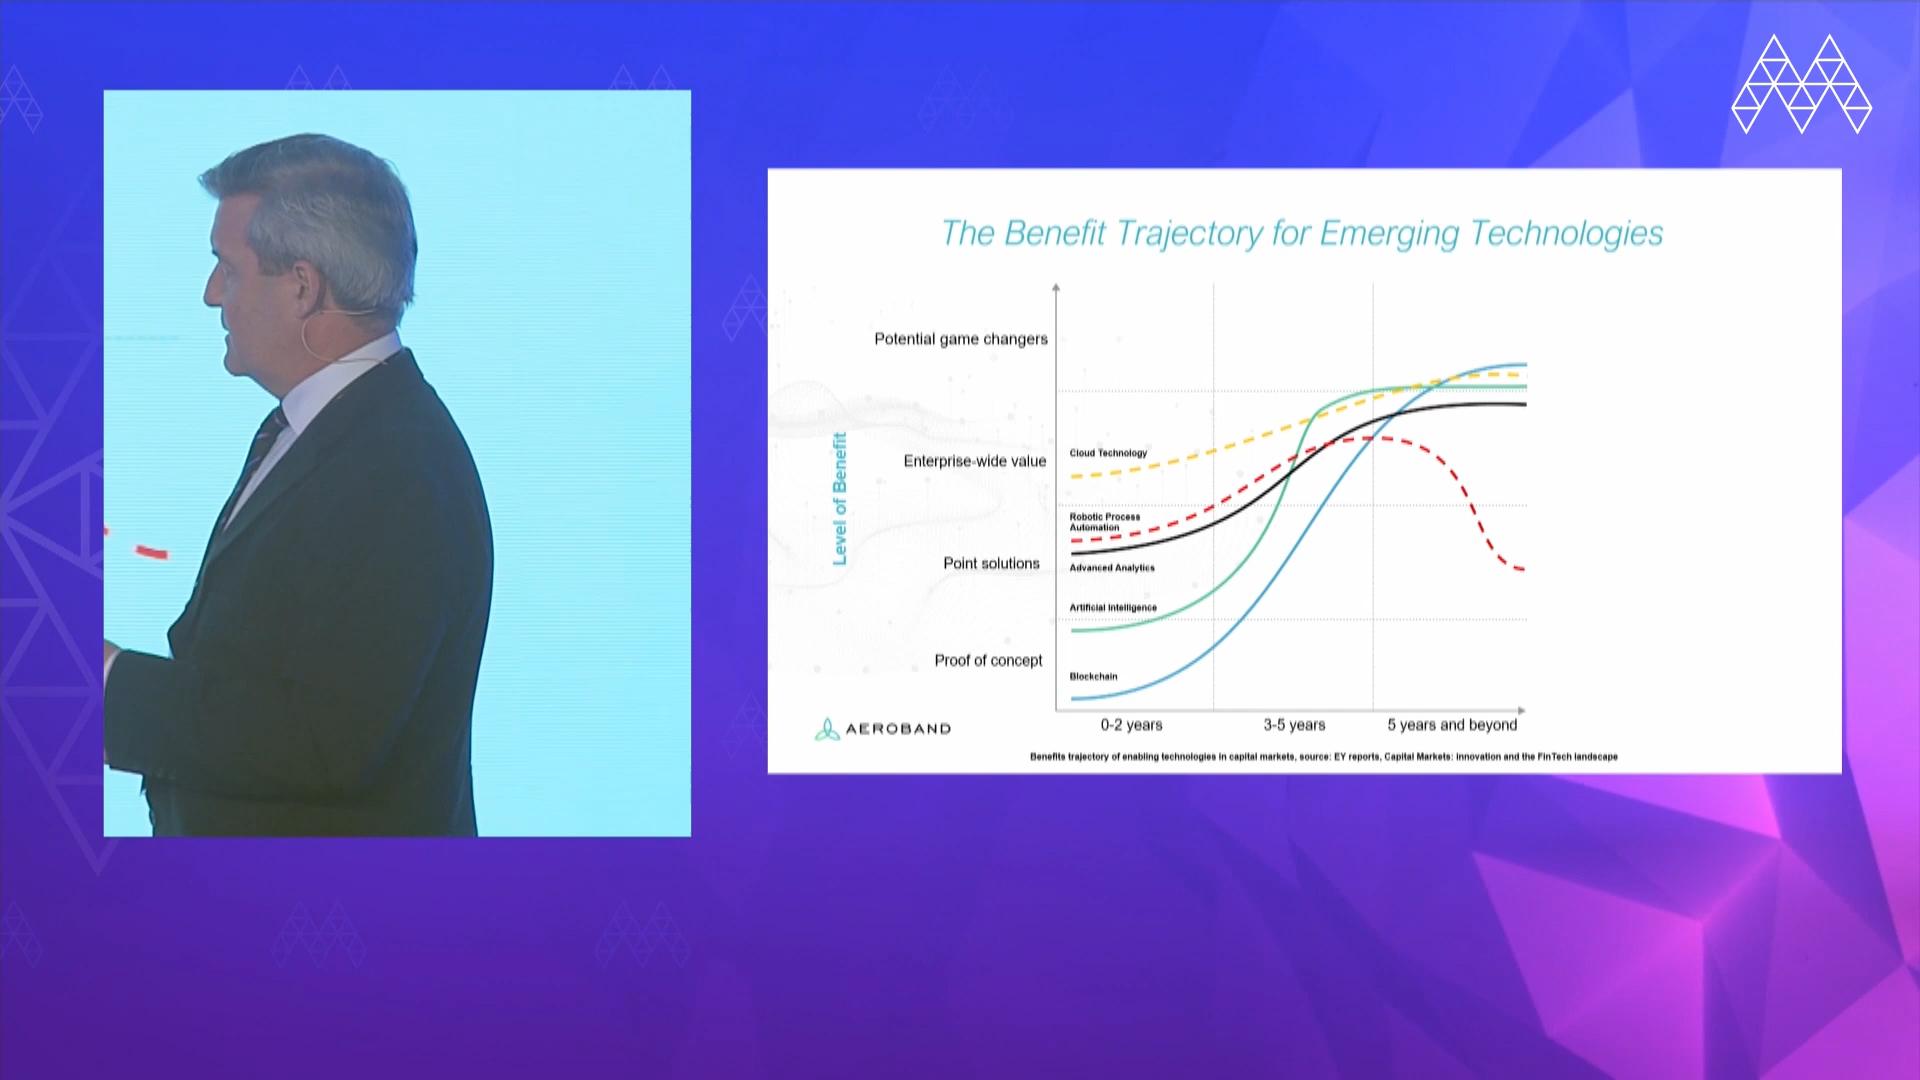 The Benefit Trajectory for Emerging Technologies
Level of Benefit
Potential game changers
Enterprise-wide value
Point solutions
Proof of concept
Cloud Technology
Robotic Process
Automation
Advanced Analytics
Artificial Intelligence
Blockchain
0-2 years
3-5 years
5 years and beyond
AEROBAND
Benefits trajectory of enabling technologies in capital markets, source: EY reports, Capital Markets: Innovation and the FinTech landscape